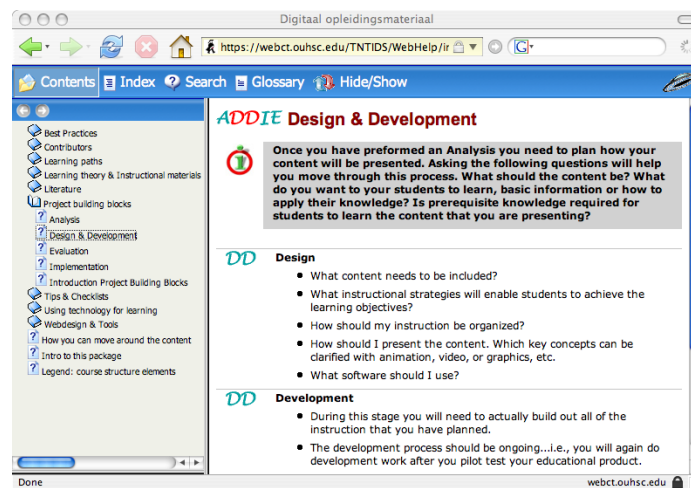 Digitaal opleidingsmateriaal
https://webct.ouhsc.edu/TNTIDS/WebHelp/ir
G
Contents Index Search Glossary Hide/Show
Best Practices
Contributors
Learning paths
Learning theory & Instructional materials
Literature
Project building blocks
Analysis
Design & Development
Evaluation
Implementation
Introduction Project Building Blocks
Tips & Checklists
Using technology for learning
Webdesign & Tools
How you can move around the content
Intro to this package
Legend: course structure elements
ADDIE Design & Development
Once you have preformed an Analysis you need to plan how your
content will be presented. Asking the following questions will help
you move through this process. What should the content be? What
do you want to your students to learn, basic information or how to
apply their knowledge? Is prerequisite knowledge required for
students to learn the content that you are presenting?
DD Design
• What content needs to be included?
• What instructional strategies will enable students to achieve the
learning objectives?
• How should my instruction be organized?
• How should I present the content. Which key concepts can be
clarified with animation, video, or graphics, etc.
• What software should I use?
DD Development
• During this stage you will need to actually build out all of the
instruction that you have planned.
• The development process should be ongoing...i.e., you will again do
development work after you pilot test your educational product.
Done webct.ouhsc.edu